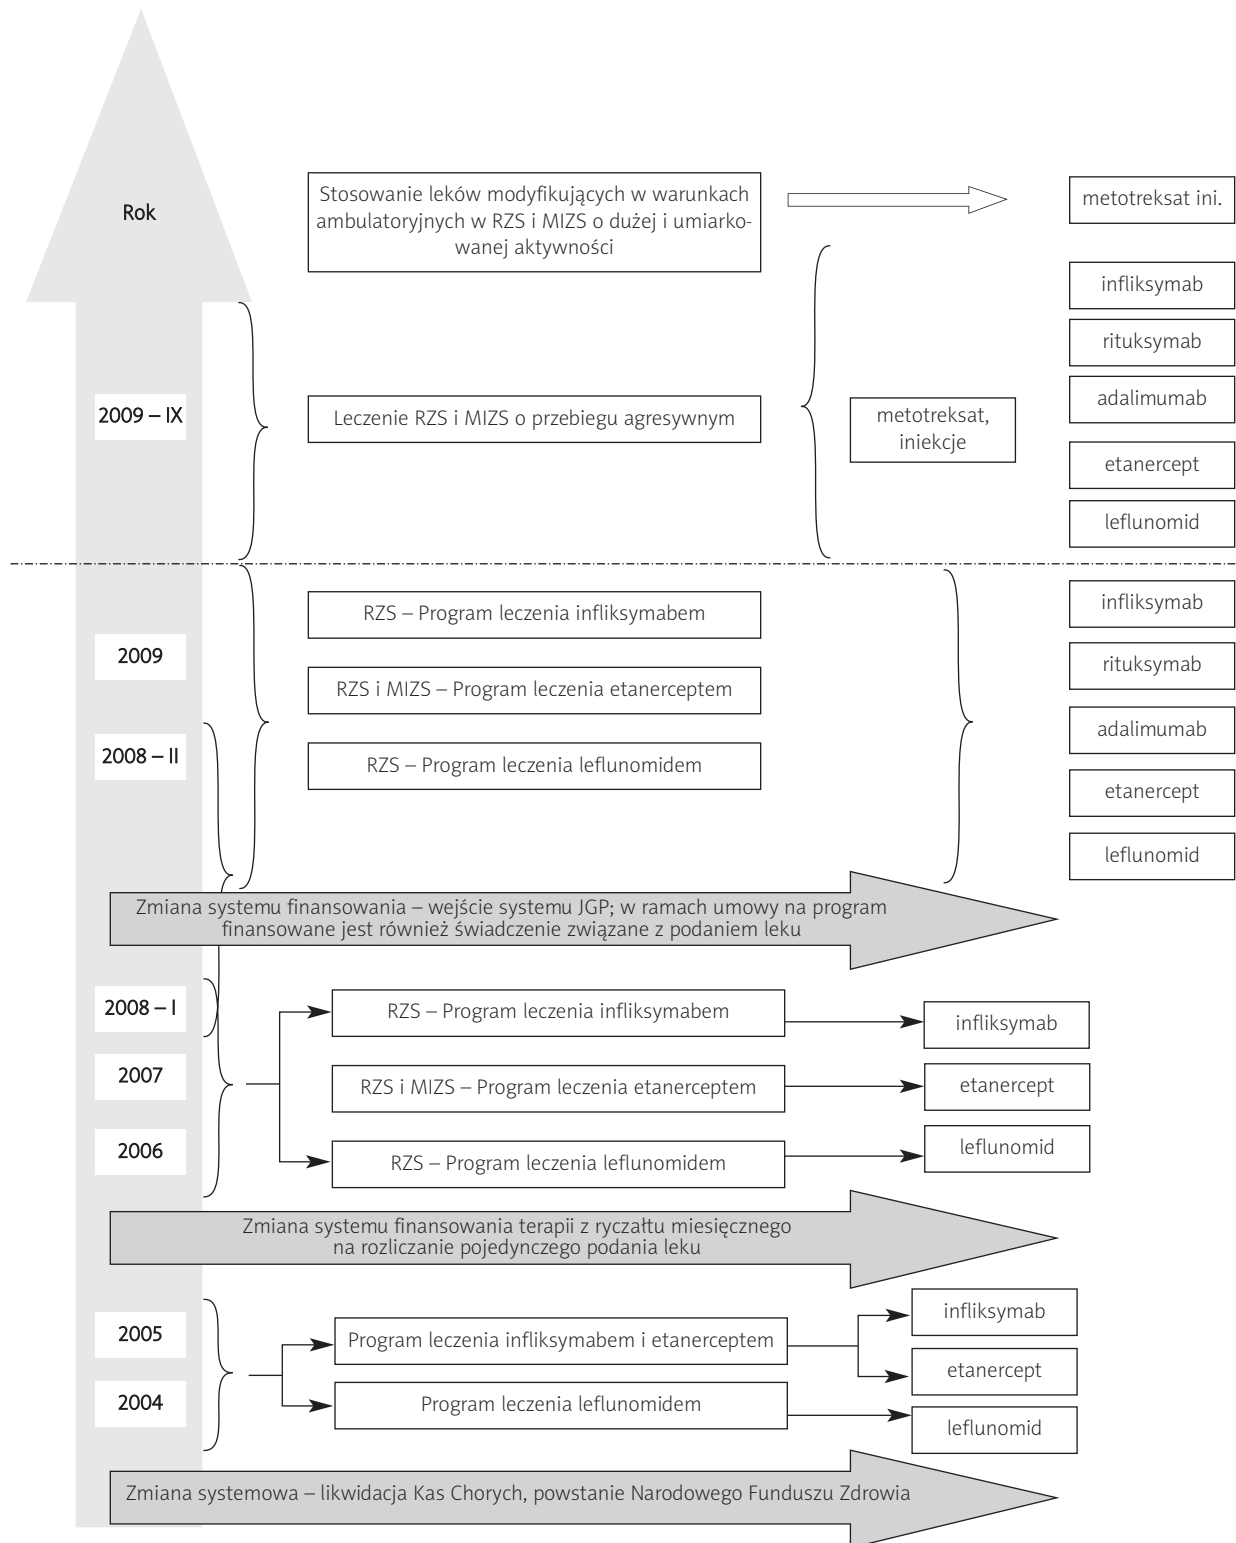 Rok
Stosowanie leków modyfikujących w warunkach
ambulatoryjnych w RZS i MIZS o dużej i umiarko-
wanej aktywności
metotreksat ini.
2009 – IX
Leczenie RZS i MIZS o przebiegu agresywnym
metotreksat,
iniekcje
infliksymab
rituksymab
adalimumab
etanercept
leflunomid
2009
2008 – II
RZS – Program leczenia infliksymabem
RZS i MIZS – Program leczenia etanerceptem
RZS – Program leczenia leflunomidem
infliksymab
rituksymab
adalimumab
etanercept
leflunomid
Zmiana systemu finansowania – wejście systemu JGP; w ramach umowy na program
finansowane jest również świadczenie związane z podaniem leku
2008 – I
2007
2006
RZS – Program leczenia infliksymabem
infliksymab
RZS i MIZS – Program leczenia etanerceptem
etanercept
RZS – Program leczenia leflunomidem
leflunomid
Zmiana systemu finansowania terapii z ryczałtu miesięcznego
na rozliczanie pojedynczego podania leku
2005
2004
Program leczenia infliksymabem i etanerceptem
infliksymab
etanercept
Program leczenia leflunomidem
leflunomid
Zmiana systemowa – likwidacja Kas Chorych, powstanie Narodowego Funduszu Zdrowia